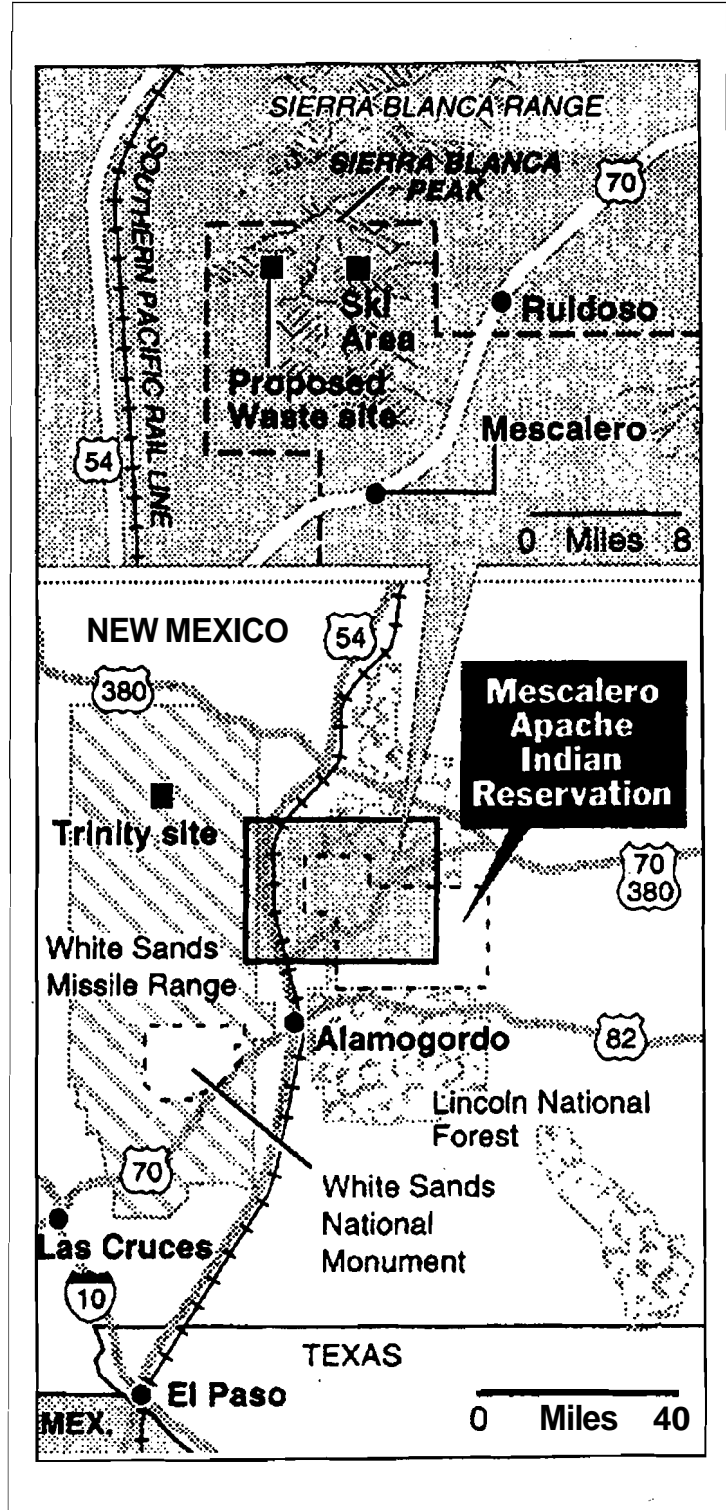 SIERRA BLANCA RANGE
SIERRA BLANCA
PEAK
70
SOUTHERN PACIFIC RAIL LINE
Ski
Area
Ruidoso
Proposed
Waste site
Mescalero
54
0 Miles 8
NEW MEXICO
54
380
Mescalero
Apache
Indian
Reservation
Trinity site
70
380
White Sands
Missile Range
Alamogordo
82
Lincoln National
Forest
70
White Sands
National
Monument
Las Cruces
10
TEXAS
El Paso
MEX.
0 Miles 40